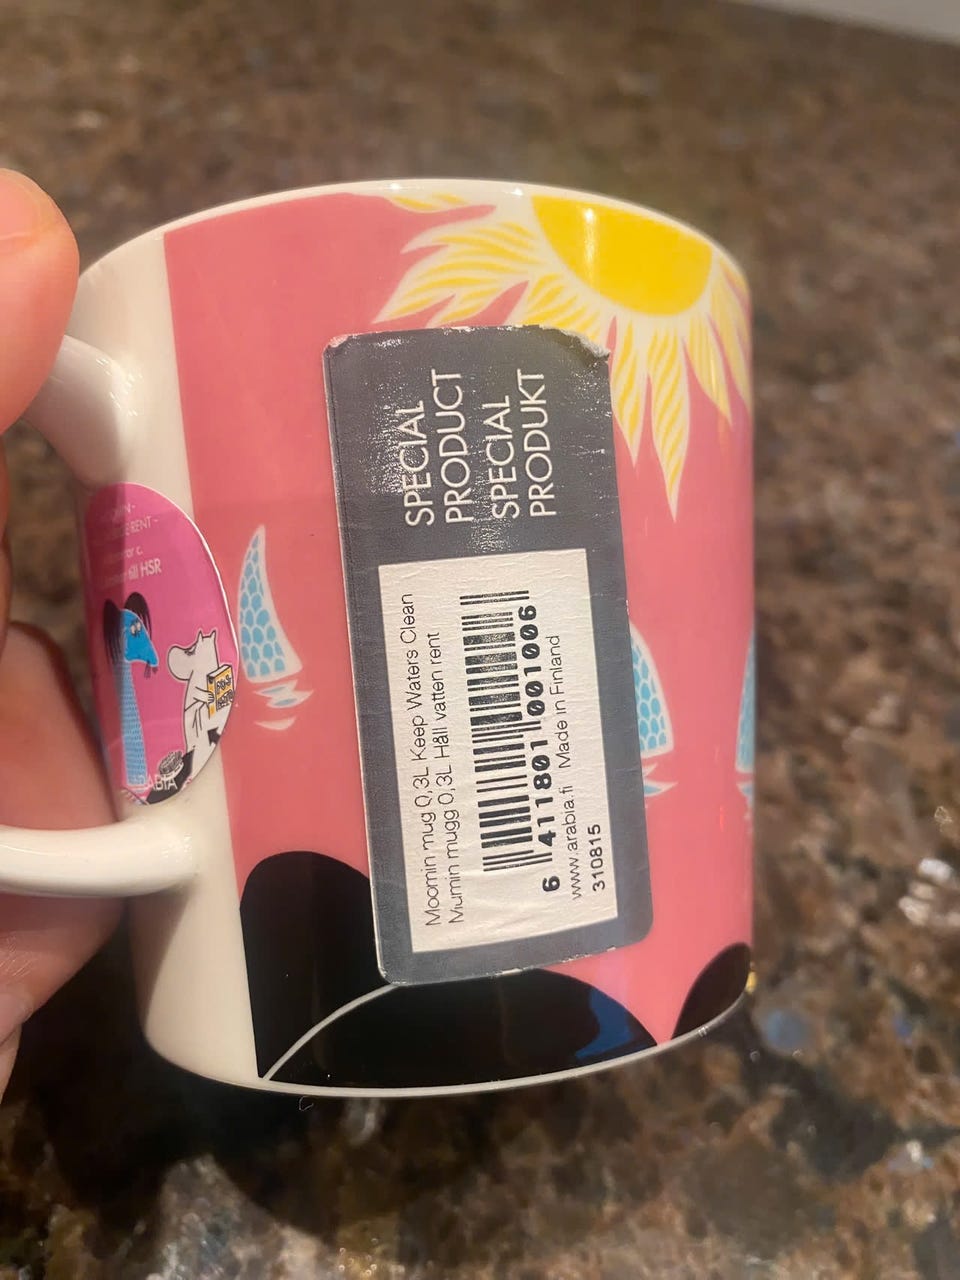 SPECIAL
PRODUCT
SPECIAL
PRODUKT
Moomin mug 0,3L Keep Waters Clean
Mumin mugg 0,3L Håll vatten rent
6 411801 001006
www.arabia.fi Made in Finland
310815
till HSR
ARABIA